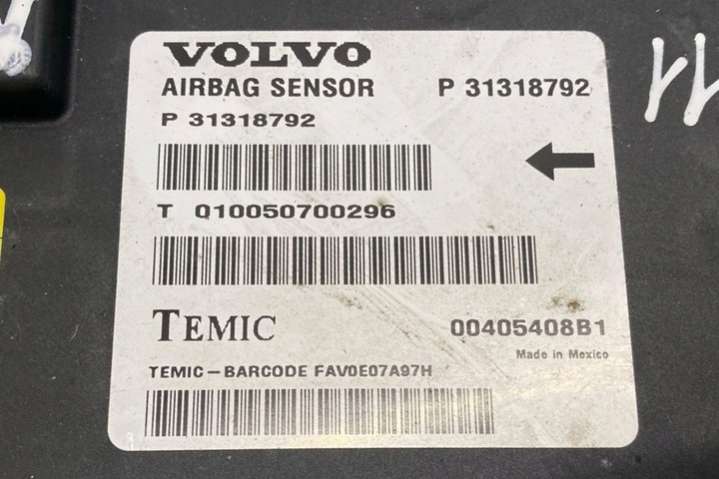 VOLVO
AIRBAG SENSOR P 31318792
P 31318792
T Q10050700296
TEMIC 00405408B1
Made in Mexico
TEMIC-BARCODE FAV0E07A97H